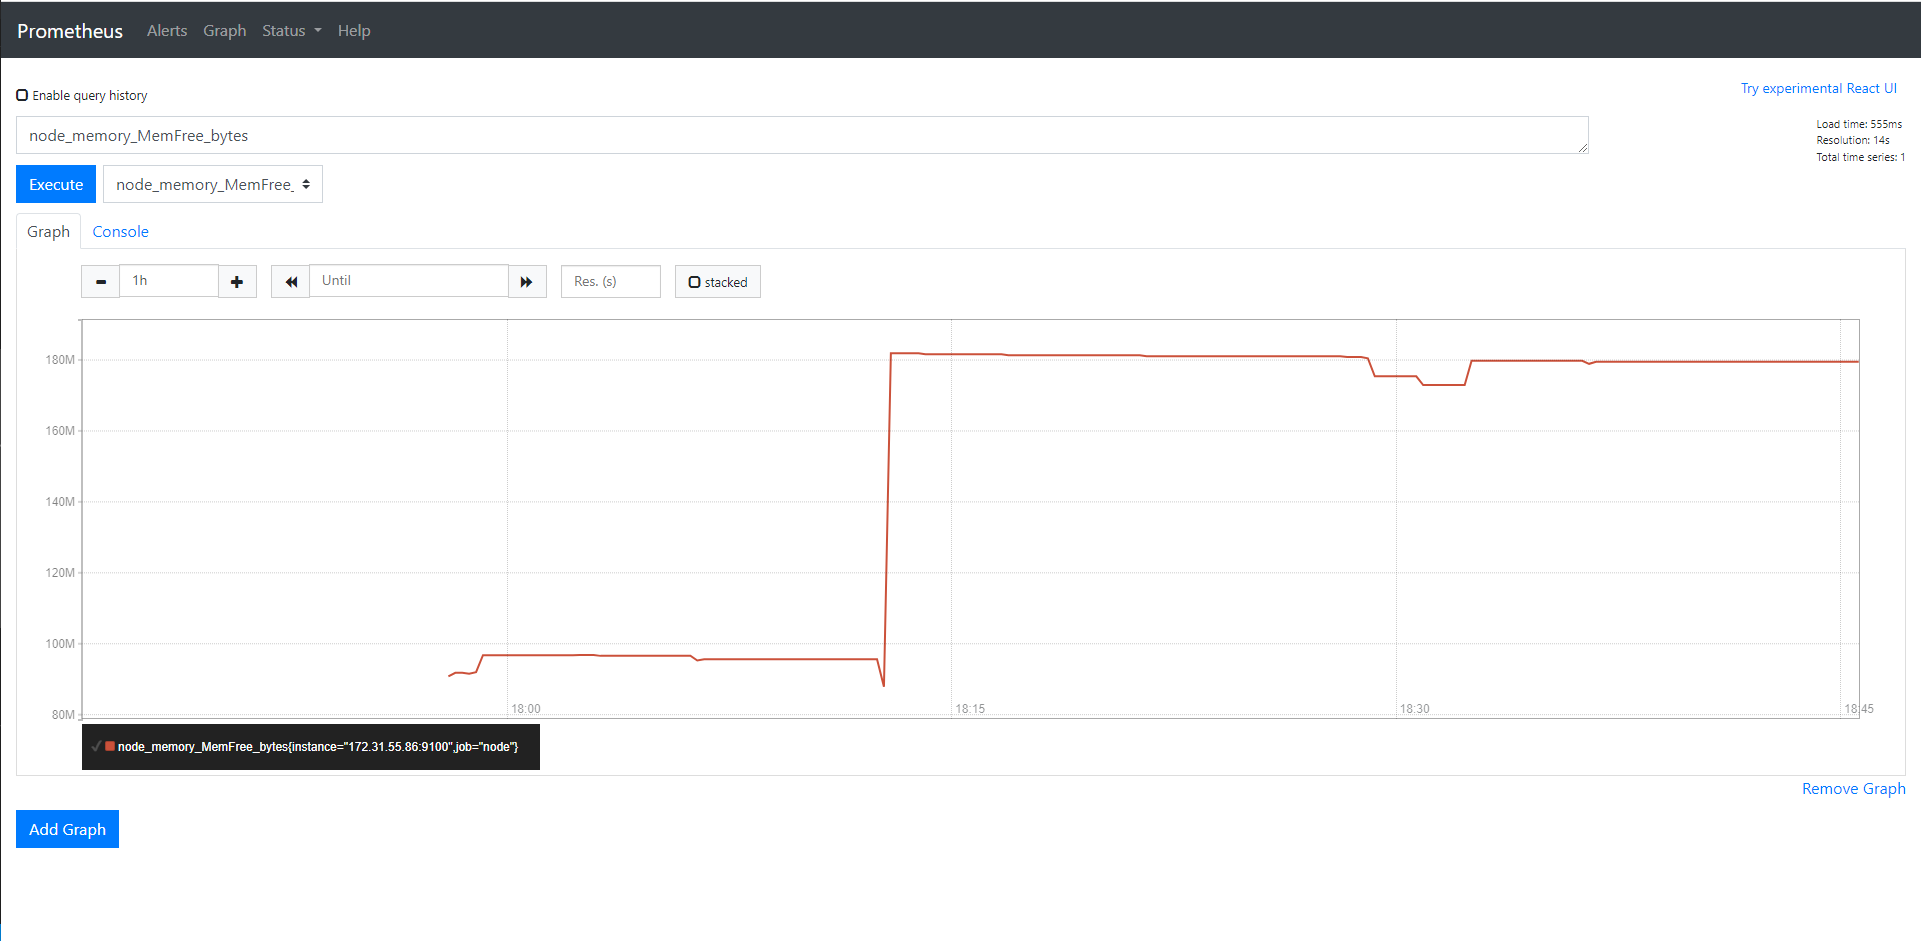 Prometheus Alerts Graph Status Help
Enable query history
Try experimental React UI
node_memory_MemFree_bytes
Load time: 555ms
Resolution: 14s
Total time series: 1
Execute
node_memory_MemFree_
Graph Console
1h
Until
Res. (s)
stacked
180M
160M
140M
120M
100M
80M
18:00 18:15 18:30 18:45
node_memory_MemFree_bytes{instance="172.31.55.86:9100",job="node"}
Remove Graph
Add Graph